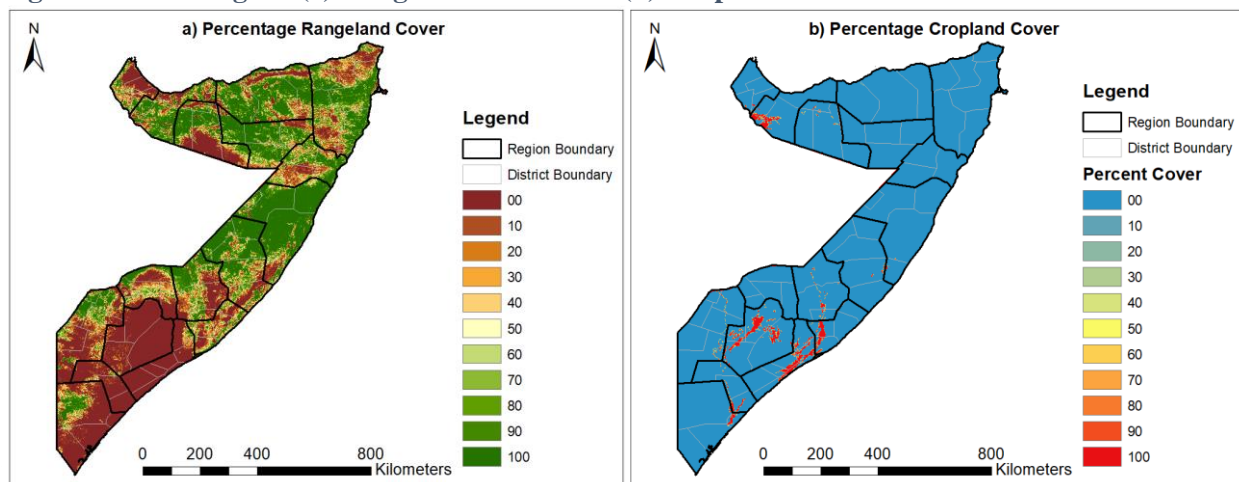 a) Percentage Rangeland Cover
N
Legend
Region Boundary
District Boundary
00
10
20
30
40
50
60
70
80
90
100
0 200 400 800
Kilometers
b) Percentage Cropland Cover
N
Legend
Region Boundary
District Boundary
Percent Cover
00
10
20
30
40
50
60
70
80
90
100
0 200 400 800
Kilometers